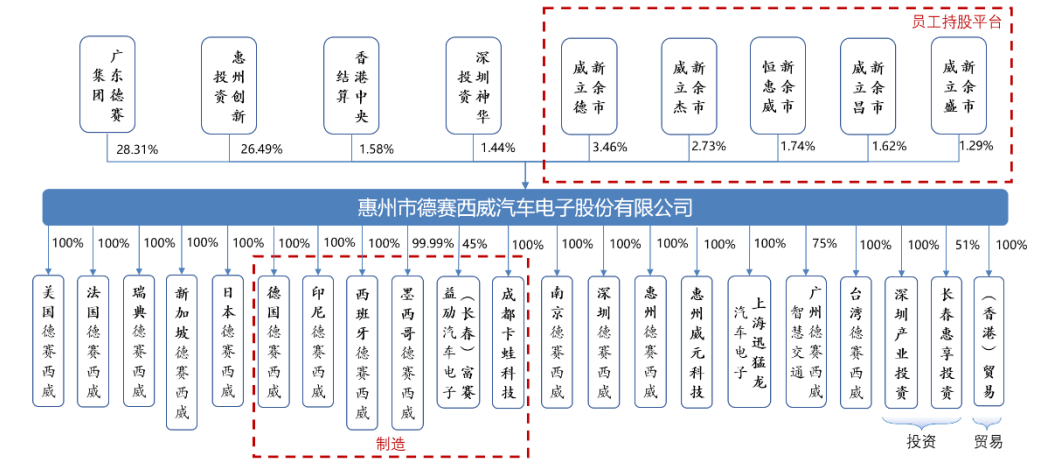 员工持股平台
广东德赛
集团
惠州创新
投资
香港中央
结算
深圳神华
投资
新余市
威立德
新余市
威立杰
新余市
恒惠威
新余市
威立昌
新余市
威立盛
28.31%
26.49%
1.58%
1.44%
3.46%
2.73%
1.74%
1.62%
1.29%
惠州市德赛西威汽车电子股份有限公司
100%
100%
100%
100%
100%
100%
100%
100%
99.99%
45%
100%
100%
100%
100%
100%
100%
75%
100%
100%
51%
100%
美国德赛西威
法国德赛西威
瑞典德赛西威
新加坡德赛西威
日本德赛西威
德国德赛西威
印尼德赛西威
西班牙德赛西威
墨西哥德赛西威
（长春）富赛
益劢汽车电子
成都卡蛙科技
南京德赛西威
深圳德赛西威
惠州德赛西威
惠州威元科技
上海迅猛龙
汽车电子
广州德赛西威
智慧交通
台湾德赛西威
深圳产业投资
长春惠享投资
（香港）贸易
制造
投资
贸易